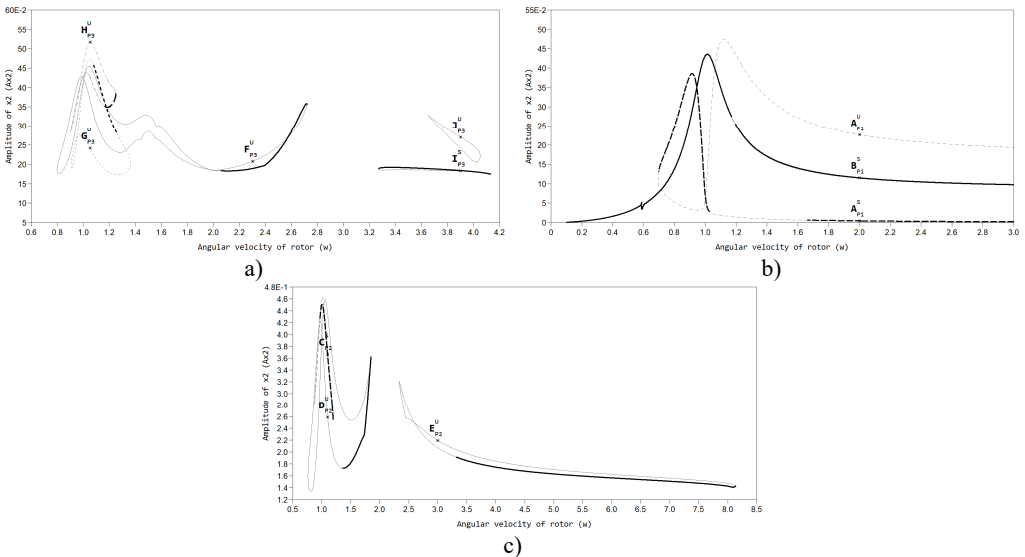 60E-2
55
50
45
40
35
30
25
20
15
10
5
Amplitude of x2 (Ax2)
H U P3
G U P3
F U P3
J U P3
I S P3
0.6 0.8 1.0 1.2 1.4 1.6 1.8 2.0 2.2 2.4 2.6 2.8 3.0 3.2 3.4 3.6 3.8 4.0 4.2
Angular velocity of rotor (w)
a)
55E-2
50
45
40
35
30
25
20
15
10
5
0
Amplitude of x2 (Ax2)
A U P1
B S P1
A S P1
0 0.2 0.4 0.6 0.8 1.0 1.2 1.4 1.6 1.8 2.0 2.2 2.4 2.6 2.8 3.0
Angular velocity of rotor (w)
b)
4.8E-1
4.6
4.4
4.2
4.0
3.8
3.6
3.4
3.2
3.0
2.8
2.6
2.4
2.2
2.0
1.8
1.6
1.4
1.2
Amplitude of x2 (Ax2)
C U P2
D U P2
E U P2
0.5 1.0 1.5 2.0 2.5 3.0 3.5 4.0 4.5 5.0 5.5 6.0 6.5 7.0 7.5 8.0 8.5
Angular velocity of rotor (w)
c)